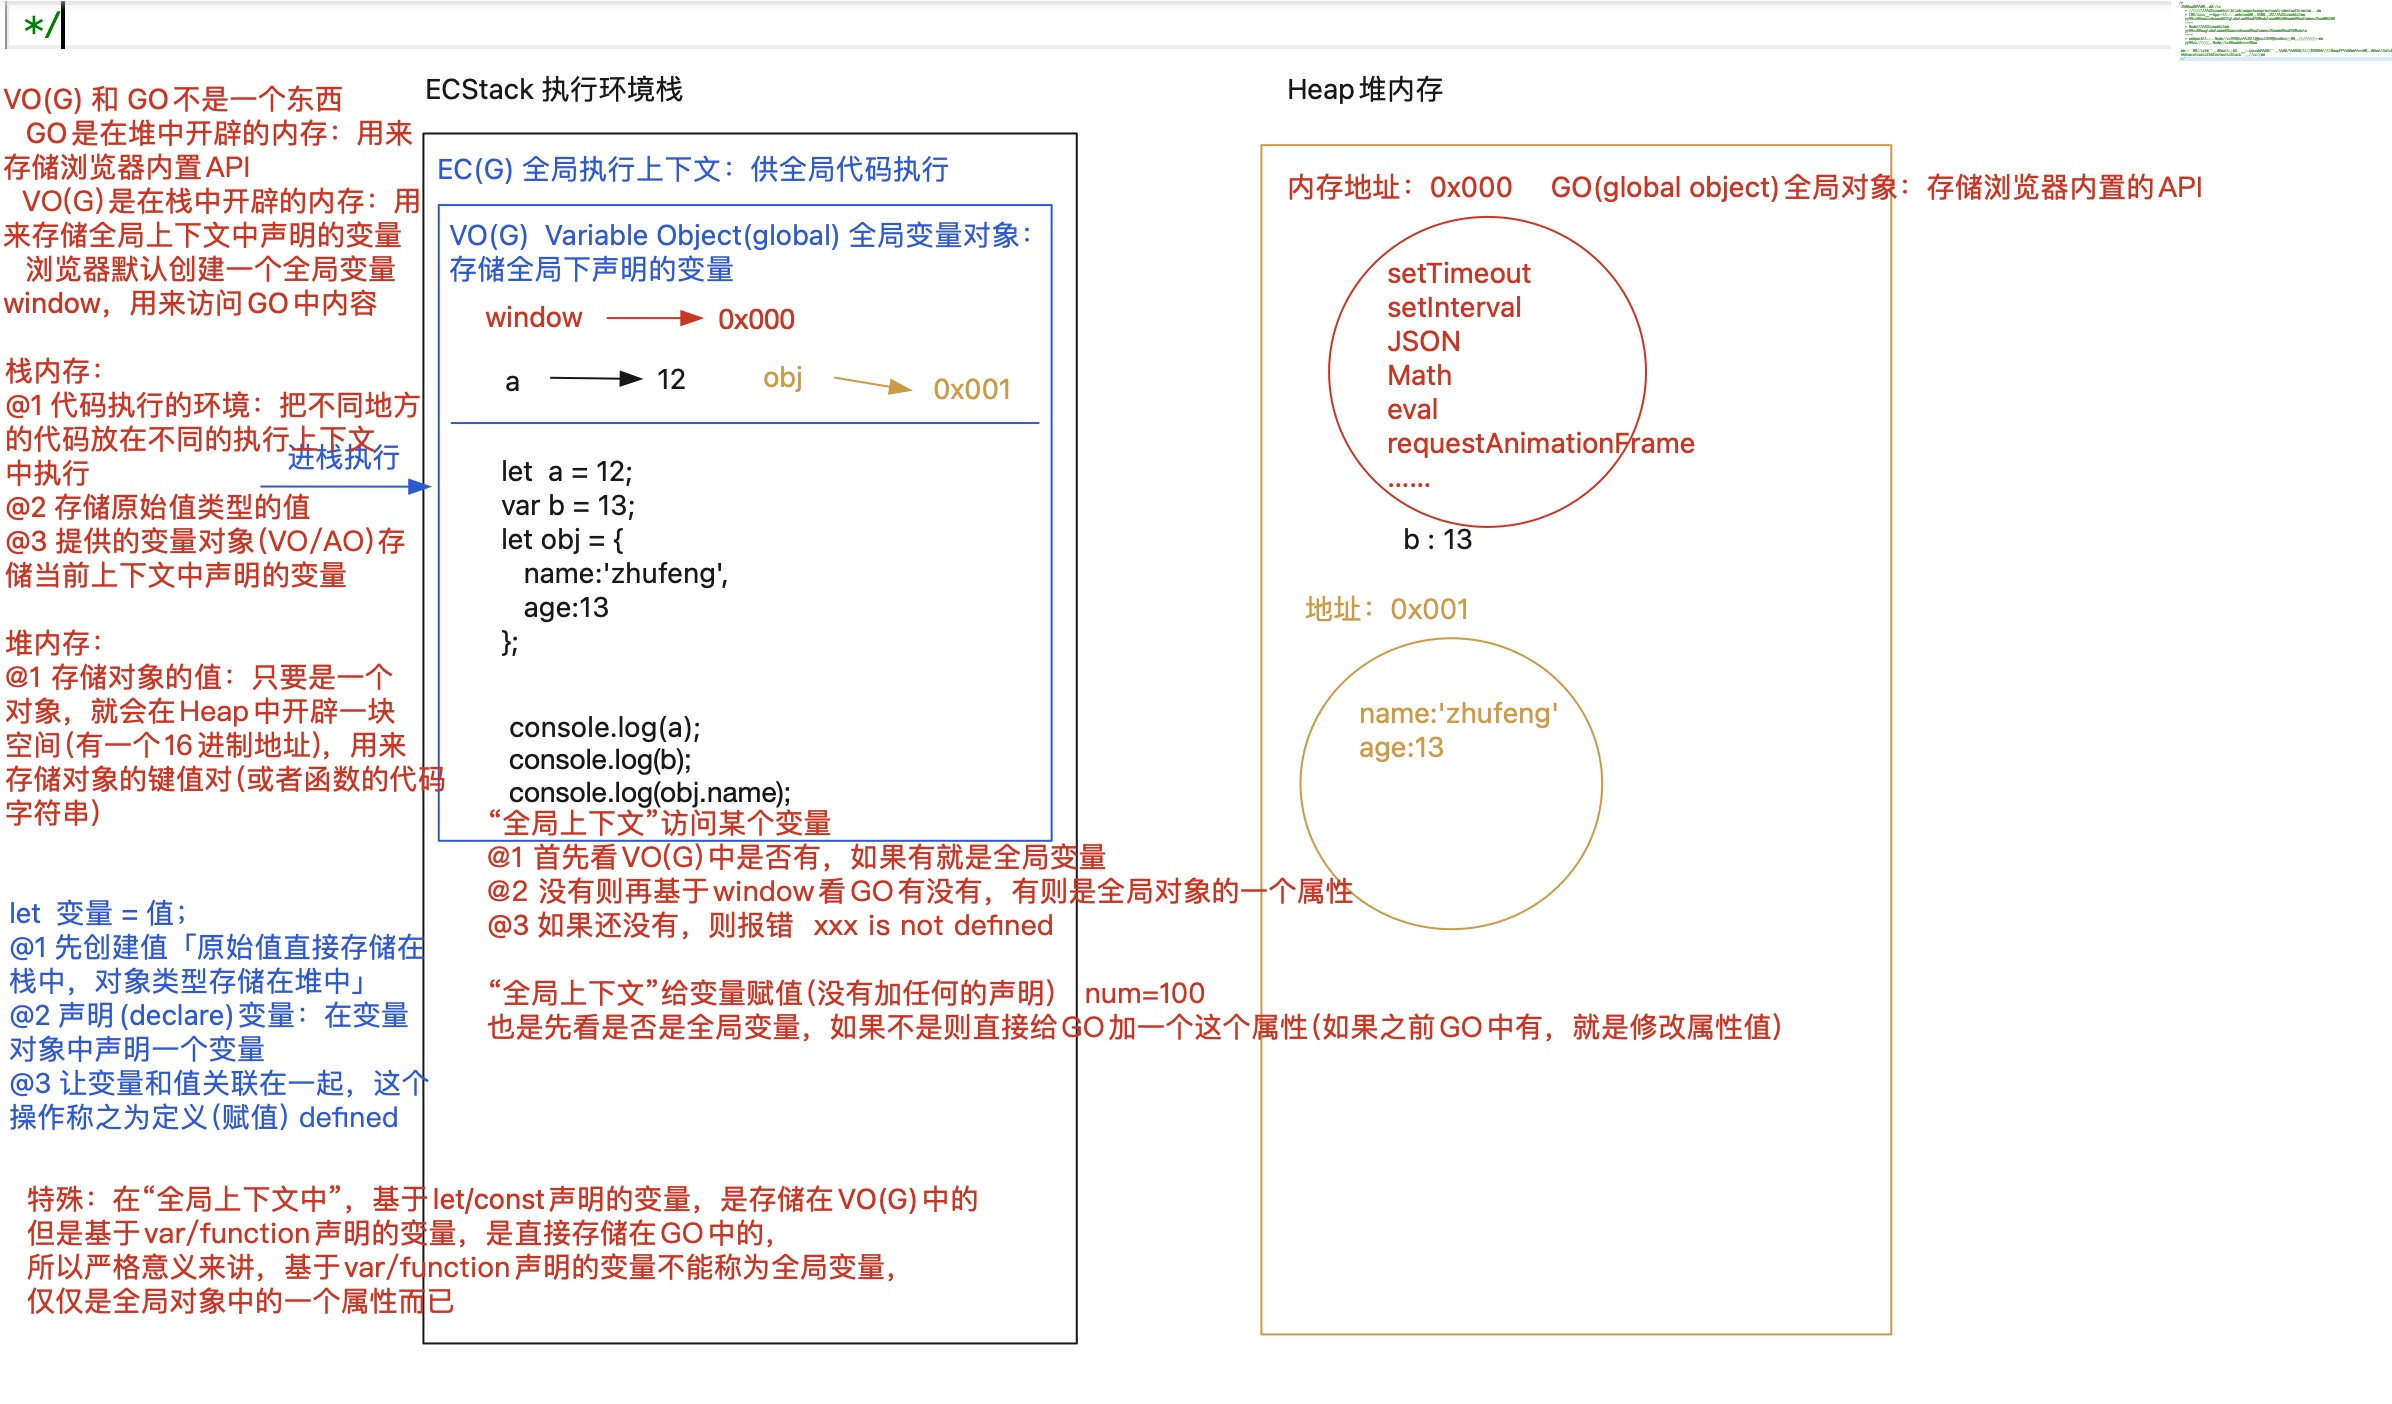 */
ECStack 执行环境栈
Heap堆内存
VO(G) 和 GO不是一个东西
GO是在堆中开辟的内存：用来
存储浏览器内置API
VO(G)是在栈中开辟的内存：用
来存储全局上下文中声明的变量
浏览器默认创建一个全局变量
window，用来访问GO中内容
栈内存：
@1 代码执行的环境：把不同地方
的代码放在不同的执行上下文
中执行
@2 存储原始值类型的值
@3 提供的变量对象(VO/AO)存
储当前上下文中声明的变量
进栈执行
堆内存：
@1 存储对象的值：只要是一个
对象，就会在Heap中开辟一块
空间(有一个16进制地址)，用来
存储对象的键值对(或者函数的代码
字符串)
let 变量 = 值；
@1 先创建值「原始值直接存储在
栈中，对象类型存储在堆中」
@2 声明(declare)变量：在变量
对象中声明一个变量
@3 让变量和值关联在一起，这个
操作称之为定义(赋值) defined
EC(G) 全局执行上下文：供全局代码执行
VO(G) Variable Object(global) 全局变量对象：
存储全局下声明的变量
window 0x000
a 12 obj 0x001
let a = 12;
var b = 13;
let obj = {
name:'zhufeng',
age:13
};
console.log(a);
console.log(b);
console.log(obj.name);
“全局上下文”访问某个变量
@1 首先看VO(G)中是否有，如果有就是全局变量
@2 没有则再基于window看GO有没有，有则是全局对象的一个属性
@3 如果还没有，则报错 xxx is not defined
“全局上下文”给变量赋值(没有加任何的声明) num=100
也是先看是否是全局变量，如果不是则直接给GO加一个这个属性(如果之前GO中有，就是修改属性值)
特殊：在“全局上下文中”，基于let/const声明的变量，是存储在VO(G)中的
但是基于var/function声明的变量，是直接存储在GO中的，
所以严格意义来讲，基于var/function声明的变量不能称为全局变量，
仅仅是全局对象中的一个属性而已
内存地址：0x000 GO(global object)全局对象：存储浏览器内置的API
setTimeout
setInterval
JSON
Math
eval
requestAnimationFrame
......
b : 13
地址：0x001
name:'zhufeng'
age:13